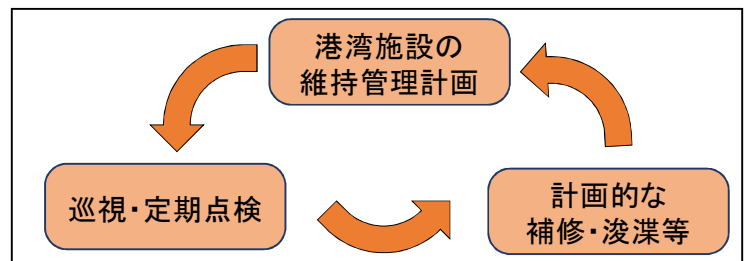 港湾施設の
維持管理計画
巡視・定期点検
計画的な
補修・浚渫等